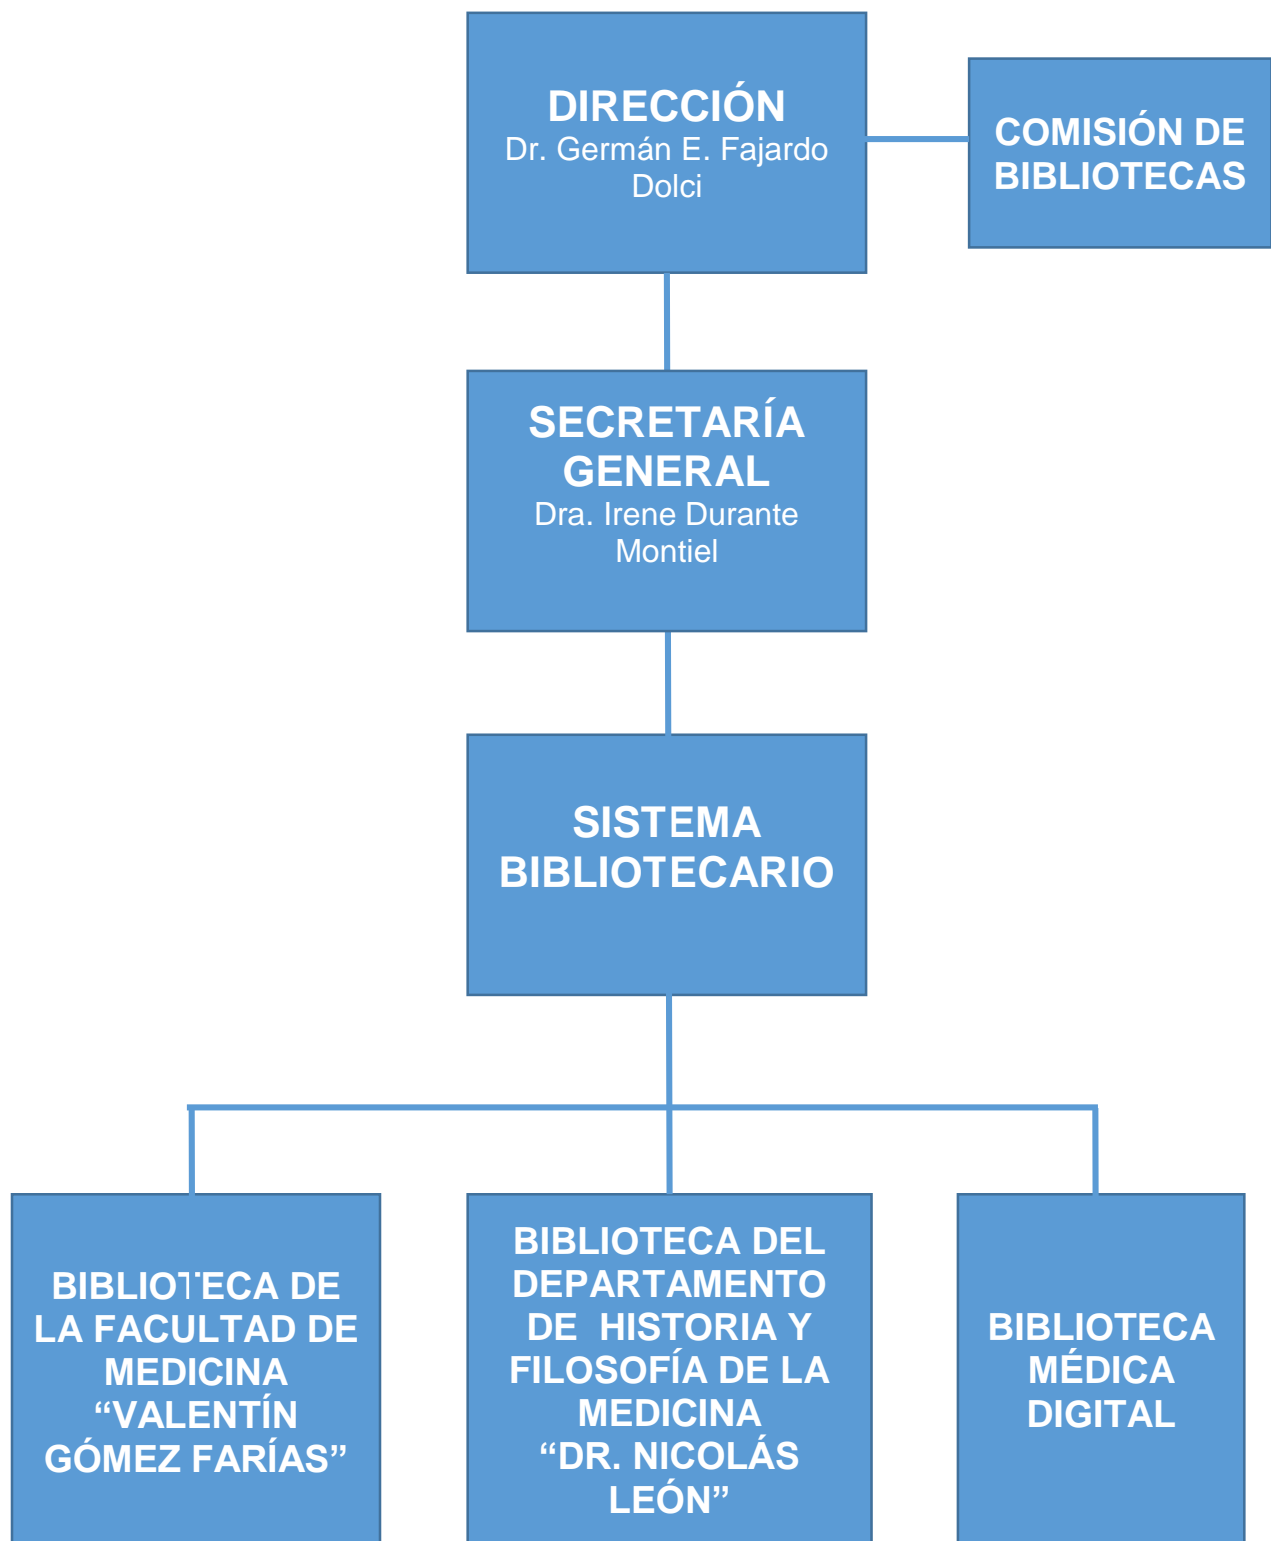 DIRECCIÓN
Dr. Germán E. Fajardo
Dolci
COMISIÓN DE
BIBLIOTECAS
SECRETARÍA
GENERAL
Dra. Irene Durante
Montiel
SISTEMA
BIBLIOTECARIO
BIBLIOTECA DE
LA FACULTAD DE
MEDICINA
“VALENTÍN
GÓMEZ FARÍAS”
BIBLIOTECA DEL
DEPARTAMENTO
DE  HISTORIA Y
FILOSOFÍA DE LA
MEDICINA
“DR. NICOLÁS
LEÓN”
BIBLIOTECA
MÉDICA
DIGITAL